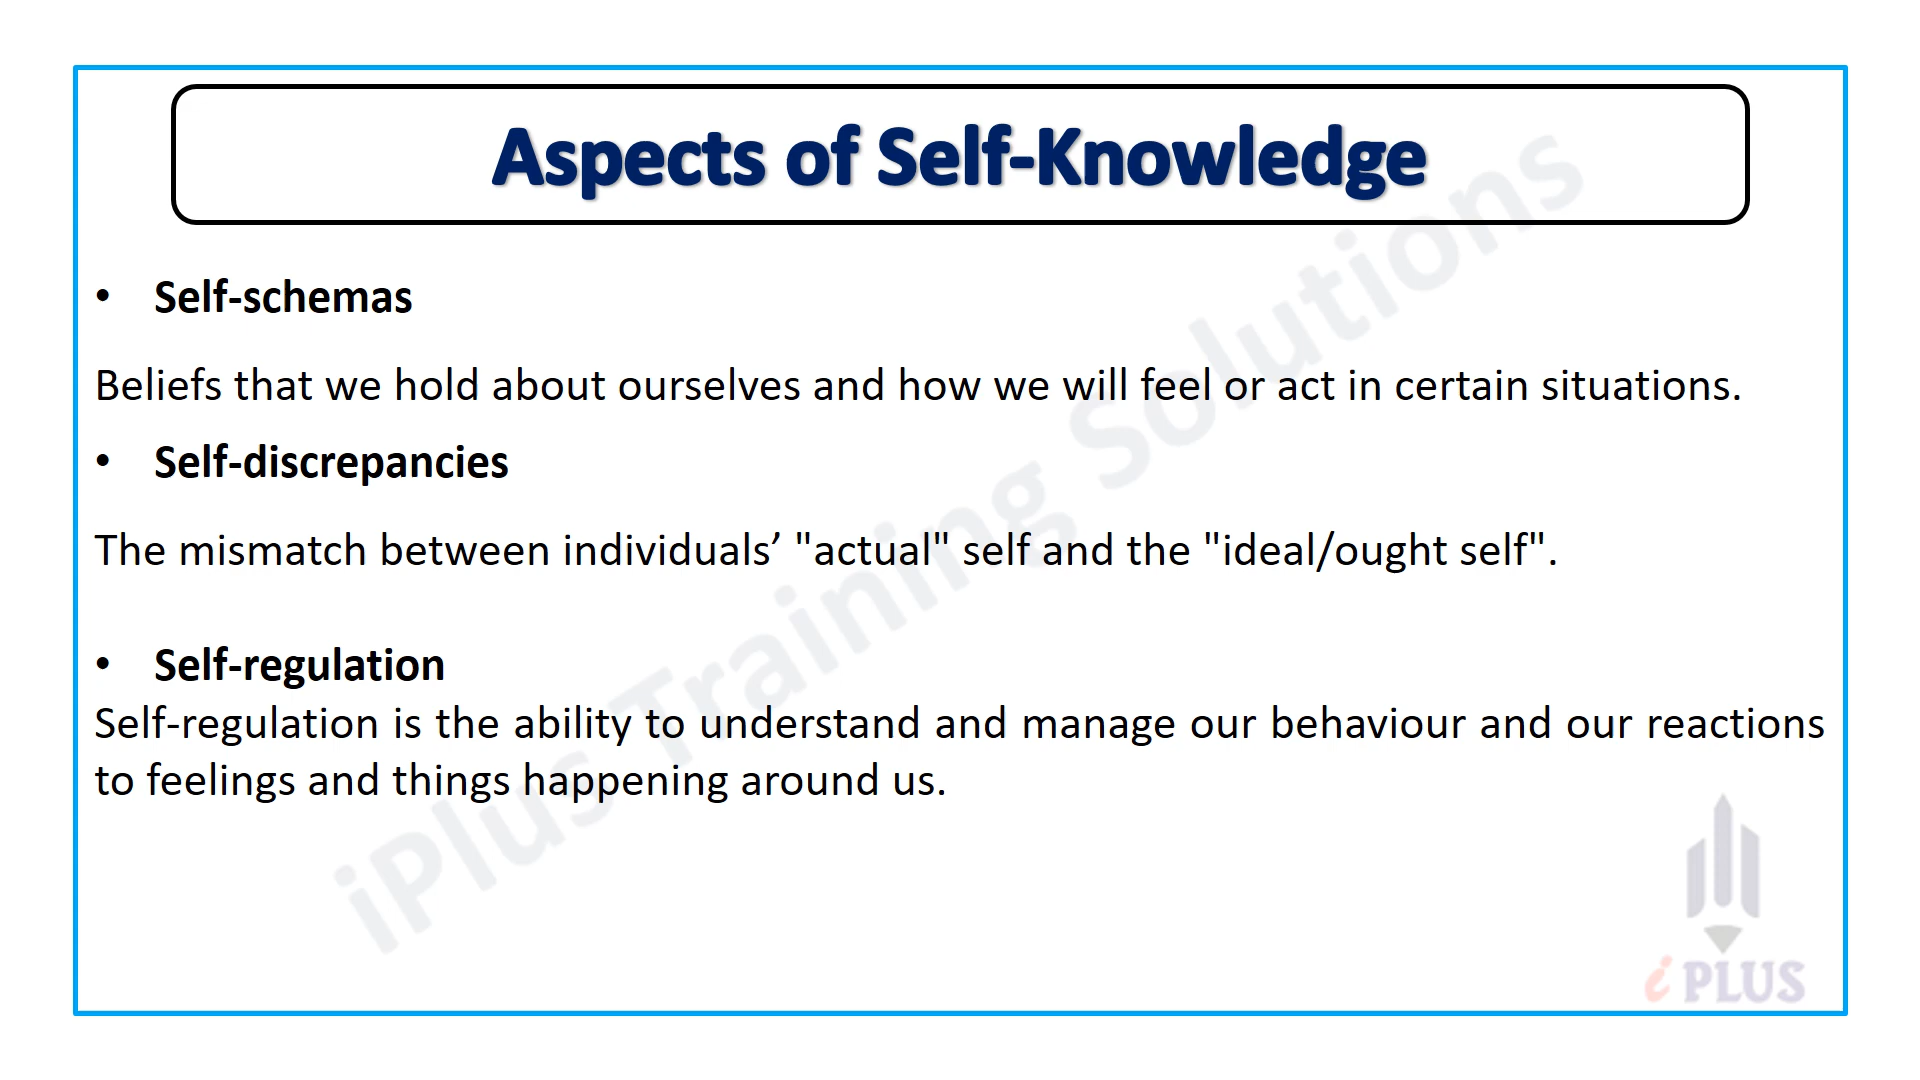 Aspects of Self-Knowledge
• Self-schemas
Beliefs that we hold about ourselves and how we will feel or act in certain situations.
• Self-discrepancies
The mismatch between individuals’ "actual" self and the "ideal/ought self".
• Self-regulation
Self-regulation is the ability to understand and manage our behaviour and our reactions
to feelings and things happening around us.
iPlus Training Solutions
i PLUS